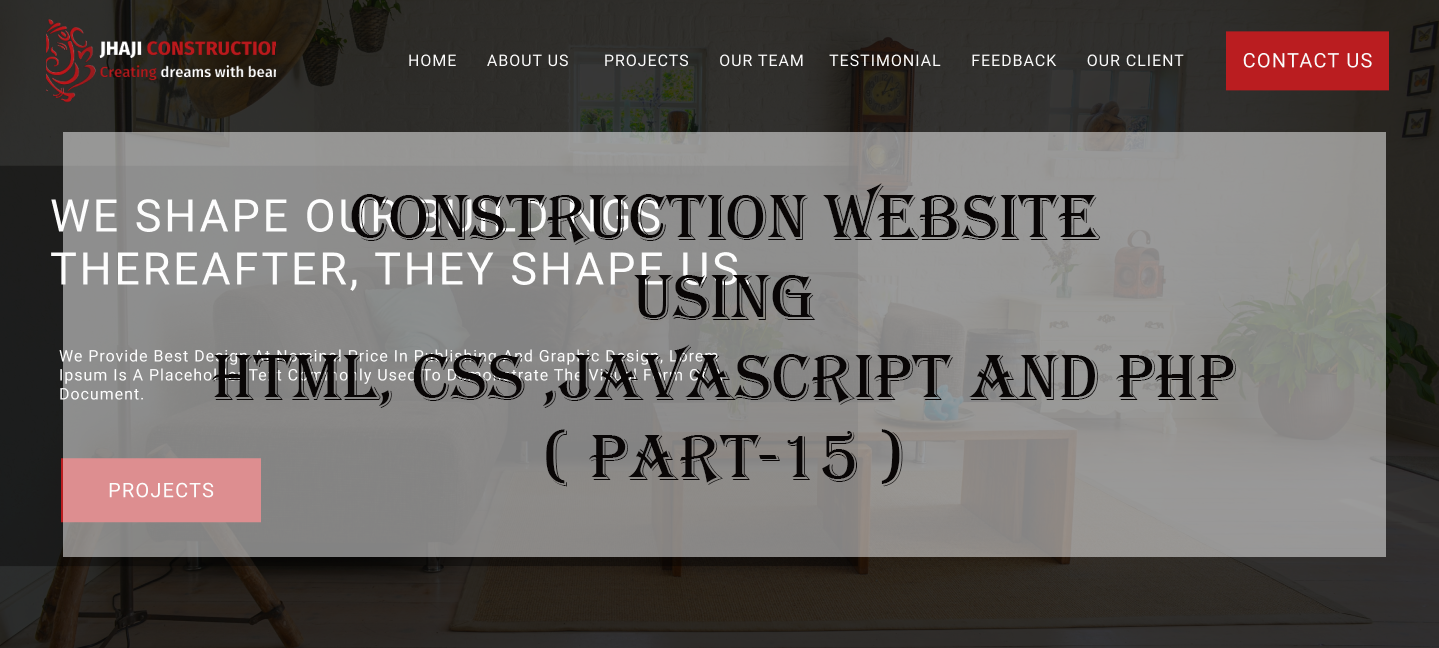 JHAJI CONSTRUCTION
Creating dreams with bea
HOME ABOUT US PROJECTS OUR TEAM TESTIMONIAL FEEDBACK OUR CLIENT CONTACT US
WE SHAPE OUR BUILDINGS
THEREAFTER, THEY SHAPE US.
CONSTRUCTION WEBSITE
USING
HTML, CSS ,JAVASCRIPT AND PHP
( PART-15 )
We Provide Best Design At Nominal Price In Publishing And Graphic Design, Lorem
Ipsum Is A Placeholder Text Commonly Used To Demonstrate The Visual Form Of
Document.
PROJECTS